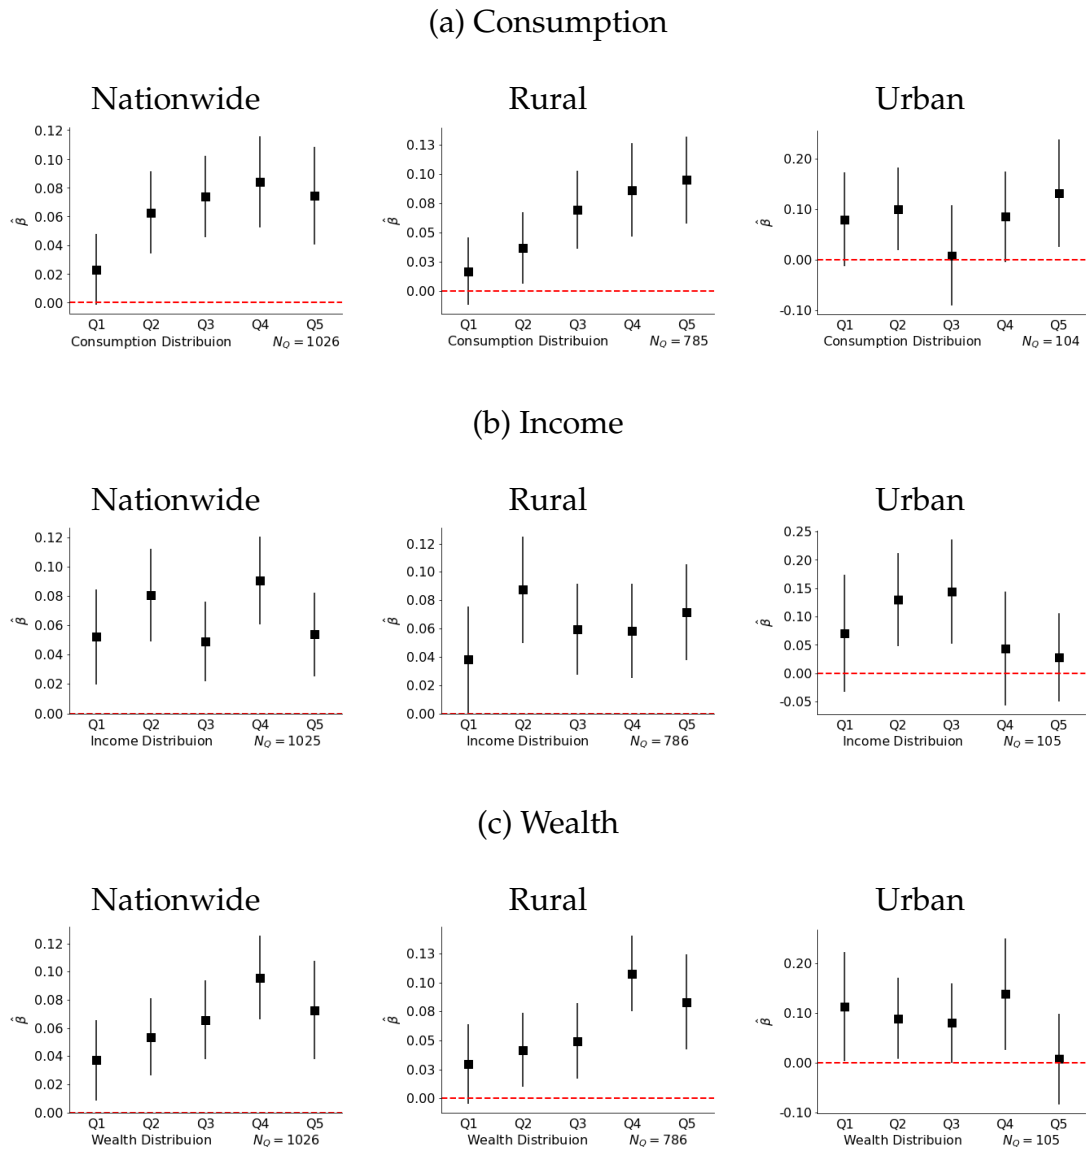 (a) Consumption
Nationwide
0.12
0.10
0.08
0.06
0.04
0.02
0.00
β̂
Q1 Q2 Q3 Q4 Q5
Consumption Distribuion N_Q = 1026
Rural
0.13
0.10
0.08
0.05
0.03
0.00
β̂
Q1 Q2 Q3 Q4 Q5
Consumption Distribuion N_Q = 785
Urban
0.20
0.10
0.00
-0.10
β̂
Q1 Q2 Q3 Q4 Q5
Consumption Distribuion N_Q = 104
(b) Income
Nationwide
0.12
0.10
0.08
0.06
0.04
0.02
0.00
β̂
Q1 Q2 Q3 Q4 Q5
Income Distribuion N_Q = 1025
Rural
0.12
0.10
0.08
0.06
0.04
0.02
0.00
β̂
Q1 Q2 Q3 Q4 Q5
Income Distribuion N_Q = 786
Urban
0.25
0.20
0.15
0.10
0.05
0.00
-0.05
β̂
Q1 Q2 Q3 Q4 Q5
Income Distribuion N_Q = 105
(c) Wealth
Nationwide
0.12
0.10
0.08
0.06
0.04
0.02
0.00
β̂
Q1 Q2 Q3 Q4 Q5
Wealth Distribuion N_Q = 1026
Rural
0.13
0.10
0.08
0.05
0.03
0.00
β̂
Q1 Q2 Q3 Q4 Q5
Wealth Distribuion N_Q = 786
Urban
0.20
0.10
0.00
-0.10
β̂
Q1 Q2 Q3 Q4 Q5
Wealth Distribuion N_Q = 105